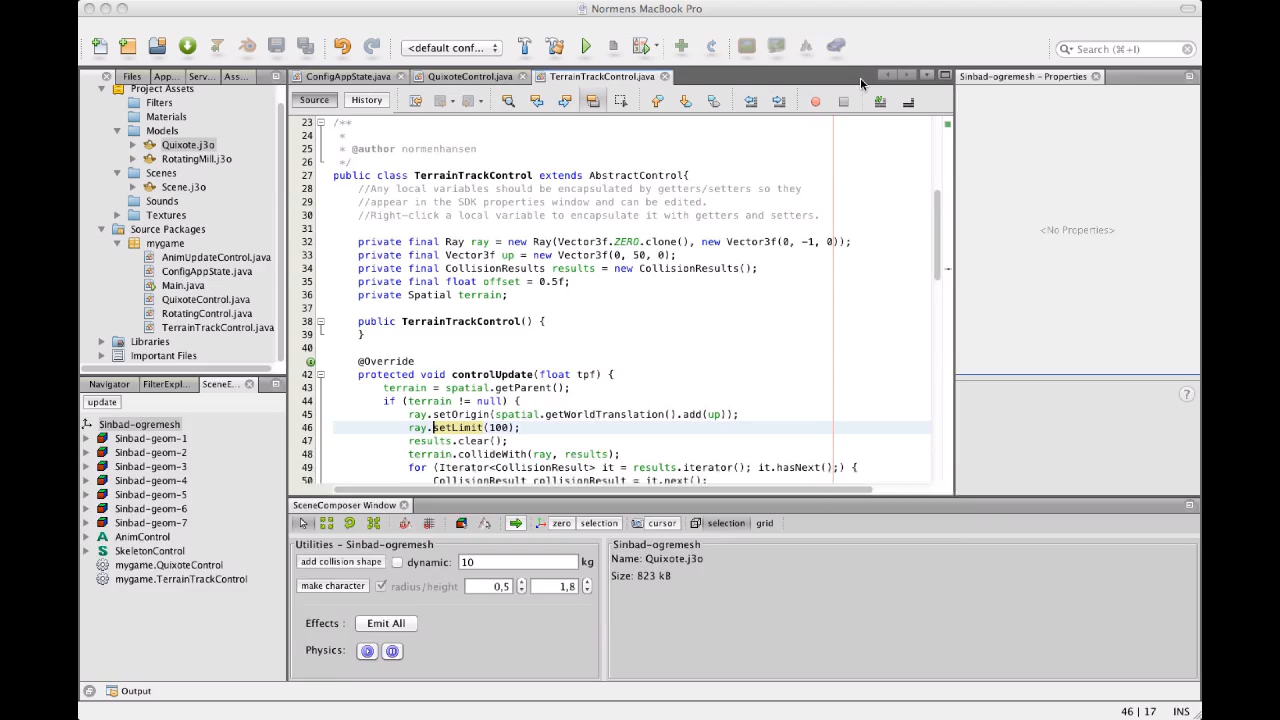 Normens MacBook Pro
<default conf...
Search (⌘+I)
Files
App...
Serv...
Ass...
ConfigAppState.java
QuixoteControl.java
TerrainTrackControl.java
Sinbad-ogremesh - Properties
Project Assets
Filters
Materials
Models
Quixote.j3o
RotatingMill.j3o
Scenes
Scene.j3o
Sounds
Textures
Source Packages
mygame
AnimUpdateControl.java
ConfigAppState.java
Main.java
QuixoteControl.java
RotatingControl.java
TerrainTrackControl.java
Libraries
Important Files
Source
History
23 /**
24 *
25 * @author normenhansen
26 */
27 public class TerrainTrackControl extends AbstractControl{
28 //Any local variables should be encapsulated by getters/setters so they
29 //appear in the SDK properties window and can be edited.
30 //Right-click a local variable to encapsulate it with getters and setters.
31
32 private final Ray ray = new Ray(Vector3f.ZERO.clone(), new Vector3f(0, -1, 0));
33 private final Vector3f up = new Vector3f(0, 50, 0);
34 private final CollisionResults results = new CollisionResults();
35 private final float offset = 0.5f;
36 private Spatial terrain;
37
38 public TerrainTrackControl() {
39 }
40
@Override
42 protected void controlUpdate(float tpf) {
43 terrain = spatial.getParent();
44 if (terrain != null) {
45 ray.setOrigin(spatial.getWorldTranslation().add(up));
46 ray.setLimit(100);
47 results.clear();
48 terrain.collideWith(ray, results);
49 for (Iterator<CollisionResult> it = results.iterator(); it.hasNext();) {
50 CollisionResult collisionResult = it.next();
<No Properties>
?
Navigator
FilterExpl...
SceneE...
update
Sinbad-ogremesh
Sinbad-geom-1
Sinbad-geom-2
Sinbad-geom-3
Sinbad-geom-4
Sinbad-geom-5
Sinbad-geom-6
Sinbad-geom-7
AnimControl
SkeletonControl
mygame.QuixoteControl
mygame.TerrainTrackControl
SceneComposer Window
zero
selection
cursor
selection
grid
Utilities - Sinbad-ogremesh
add collision shape
dynamic:
10
kg
make character
radius/height
0,5
1,8
Effects :
Emit All
Physics:
Sinbad-ogremesh
Name: Quixote.j3o
Size: 823 kB
Output
46 | 17
INS